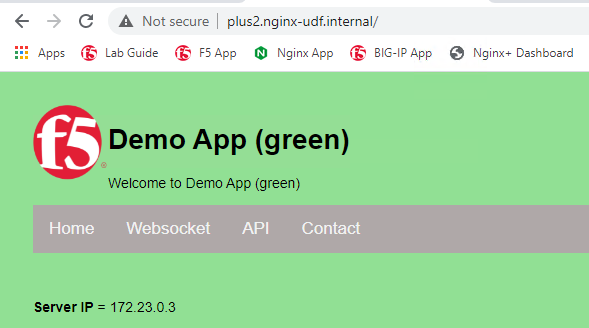 Not secure | plus2.nginx-udf.internal/
Apps Lab Guide F5 App Nginx App BIG-IP App Nginx+ Dashboard
f5 Demo App (green)
Welcome to Demo App (green)
Home Websocket API Contact
Server IP = 172.23.0.3